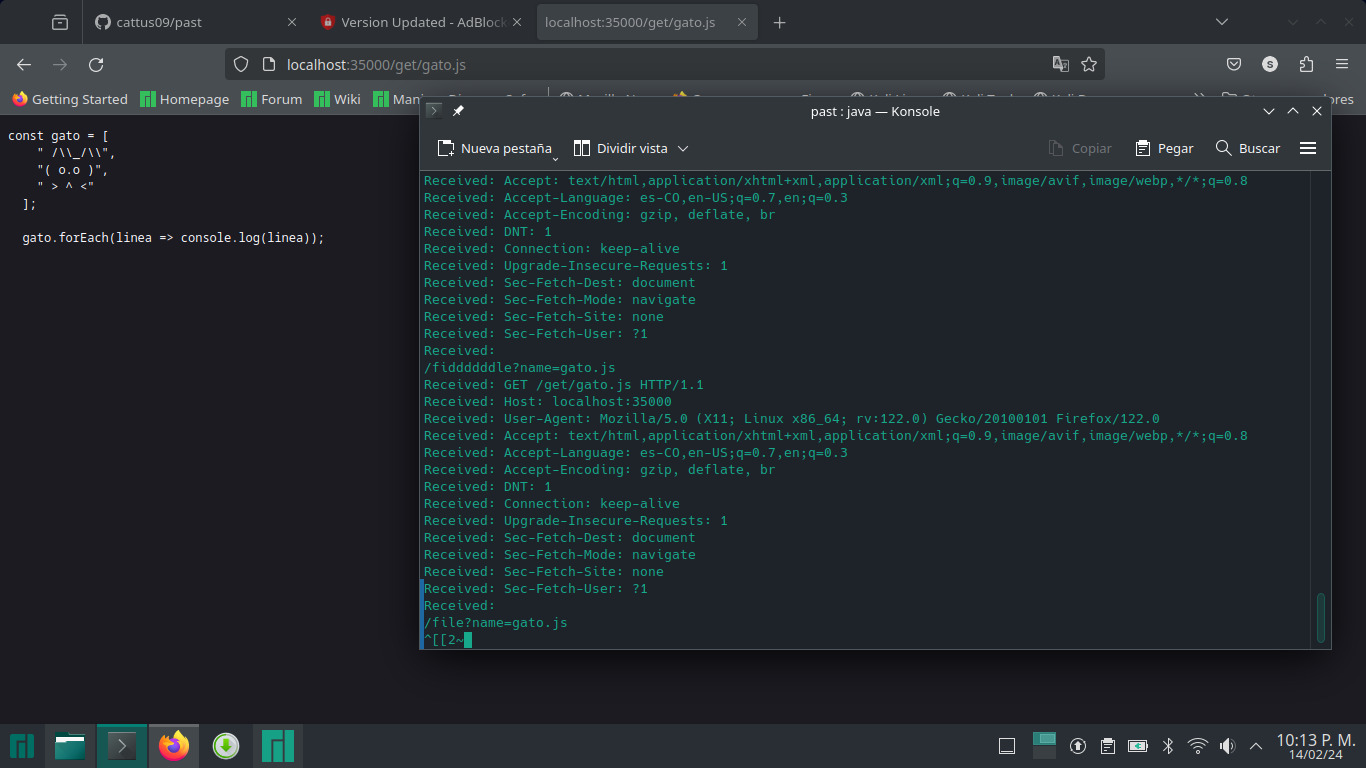 cattus09/past
Version Updated - AdBlock
localhost:35000/get/gato.js
localhost:35000/get/gato.js
S
Getting Started
Homepage
Forum
Wiki
const gato = [
" /\\_/\\",
"( o.o )",
" > ^ <"
];
gato.forEach(linea => console.log(linea));
past : java — Konsole
Nueva pestaña
Dividir vista
Copiar
Pegar
Buscar
Received: Accept: text/html,application/xhtml+xml,application/xml;q=0.9,image/avif,image/webp,*/*;q=0.8
Received: Accept-Language: es-CO,en-US;q=0.7,en;q=0.3
Received: Accept-Encoding: gzip, deflate, br
Received: DNT: 1
Received: Connection: keep-alive
Received: Upgrade-Insecure-Requests: 1
Received: Sec-Fetch-Dest: document
Received: Sec-Fetch-Mode: navigate
Received: Sec-Fetch-Site: none
Received: Sec-Fetch-User: ?1
Received:
/fiddddddle?name=gato.js
Received: GET /get/gato.js HTTP/1.1
Received: Host: localhost:35000
Received: User-Agent: Mozilla/5.0 (X11; Linux x86_64; rv:122.0) Gecko/20100101 Firefox/122.0
Received: Accept: text/html,application/xhtml+xml,application/xml;q=0.9,image/avif,image/webp,*/*;q=0.8
Received: Accept-Language: es-CO,en-US;q=0.7,en;q=0.3
Received: Accept-Encoding: gzip, deflate, br
Received: DNT: 1
Received: Connection: keep-alive
Received: Upgrade-Insecure-Requests: 1
Received: Sec-Fetch-Dest: document
Received: Sec-Fetch-Mode: navigate
Received: Sec-Fetch-Site: none
Received: Sec-Fetch-User: ?1
Received:
/file?name=gato.js
^[[2~
10:13 P. M.
14/02/24